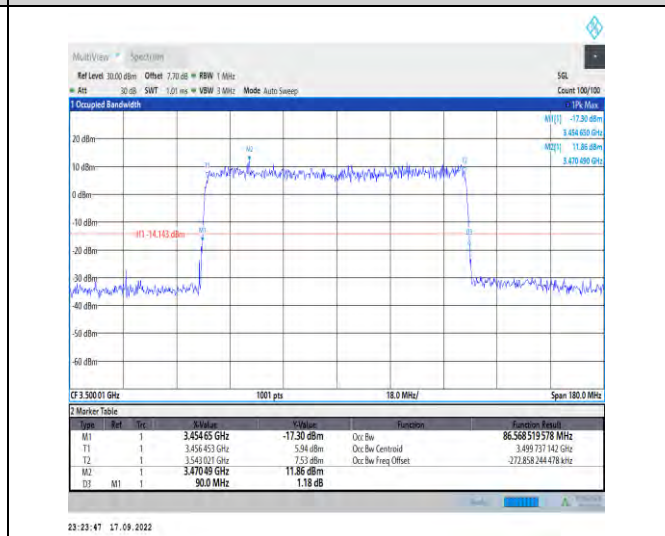 MultiView Spectrum
Ref Level 30.00 dBm Offset 7.70 dB RBW 1 MHz SGL
Att 30 dB SWT 1.01 ms VBW 3 MHz Mode Auto Sweep Count 100/100
1 Occupied Bandwidth 1Pk Max
M1[1] -17.30 dBm
3.454 650 GHz
M2[1] 11.86 dBm
3.470 490 GHz
20 dBm
M2
T1 T2
10 dBm
0 dBm
-10 dBm
H1 -14.143 dBm M1 D3
-20 dBm
-30 dBm
-40 dBm
-50 dBm
-60 dBm
CF 3.500 01 GHz 1001 pts 18.0 MHz/ Span 180.0 MHz
2 Marker Table
Type Ref Trc X-Value Y-Value Function Function Result
M1 1 3.454 65 GHz -17.30 dBm Occ Bw 86.568 519 578 MHz
T1 1 3.456 453 GHz 5.94 dBm Occ Bw Centroid 3.499 737 142 GHz
T2 1 3.543 021 GHz 7.53 dBm Occ Bw Freq Offset -272.858 244 478 kHz
M2 1 3.470 49 GHz 11.86 dBm
D3 M1 1 90.0 MHz 1.18 dB
23:23:47 17.09.2022